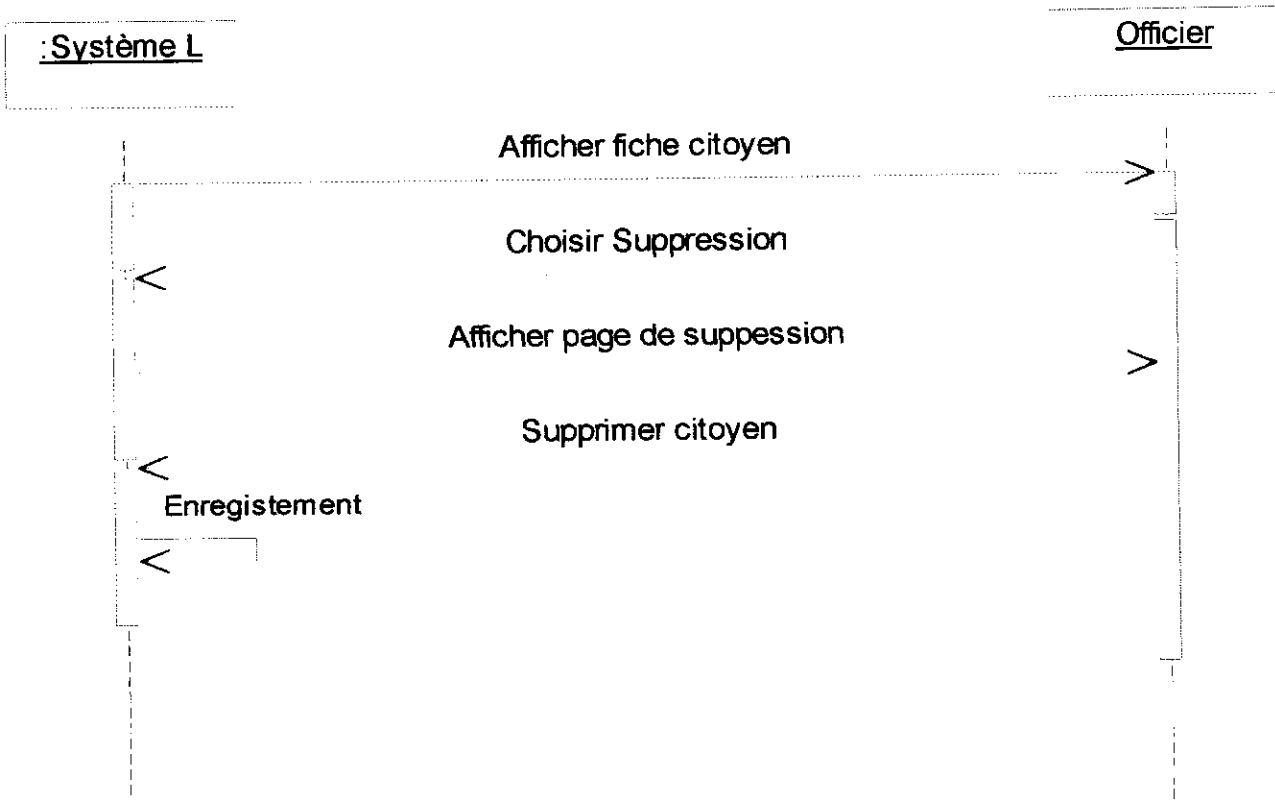 :Système L
Officier
Afficher fiche citoyen
Choisir Suppression
Afficher page de suppession
Supprimer citoyen
Enregistement